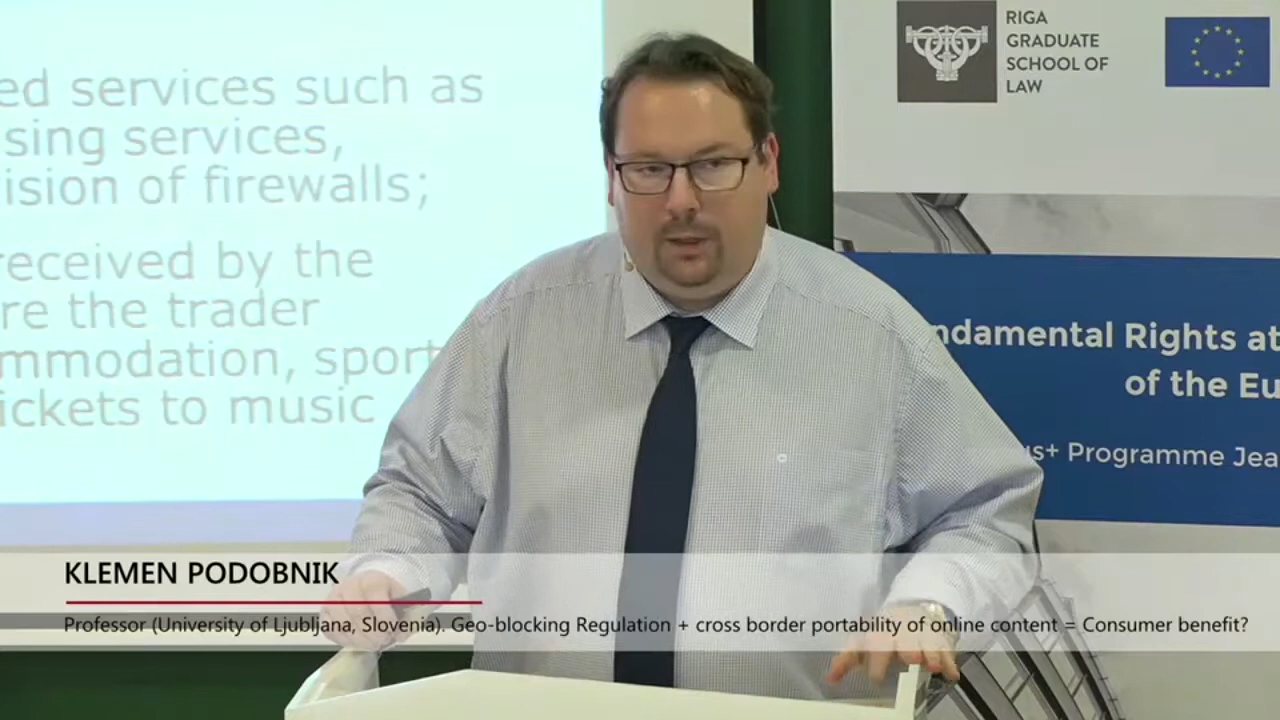 ed services such as
sing services,
ision of firewalls;
received by the
re the trader
mmodation, sport
ickets to music
RIGA
GRADUATE
SCHOOL OF
LAW
ndamental Rights at
of the Eu
us+ Programme Jea
KLEMEN PODOBNIK
Professor (University of Ljubljana, Slovenia). Geo-blocking Regulation + cross border portability of online content = Consumer benefit?